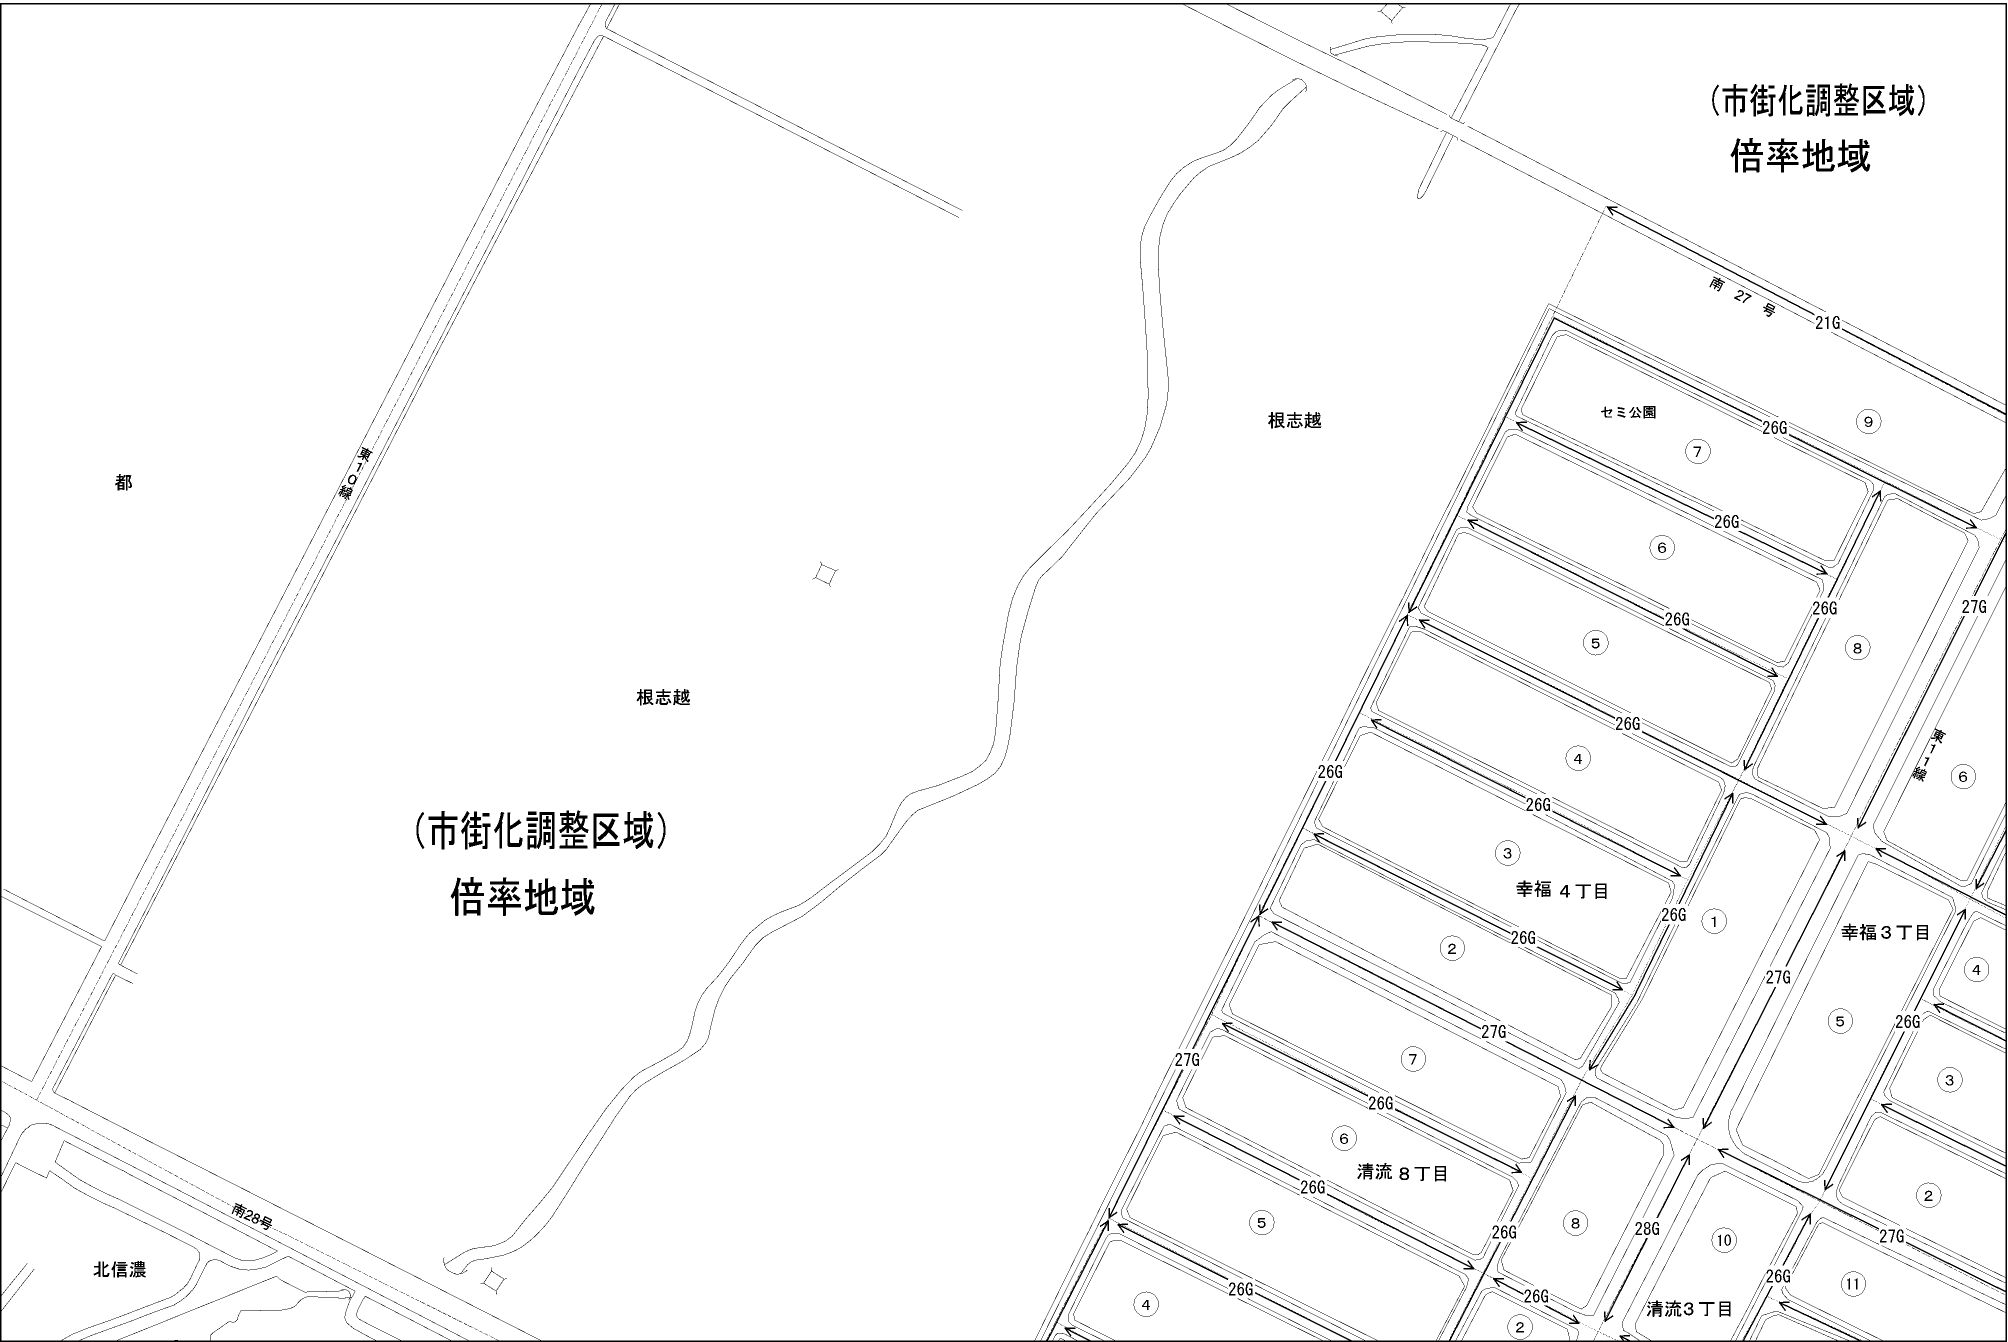 （市街化調整区域）
倍率地域
南 27 号
21G
セミ公園
26G
⑨
⑦
根志越
都
東10線
26G
⑥
26G
26G
⑤
27G
⑧
根志越
26G
東11線
④
⑥
26G
26G
（市街化調整区域）
倍率地域
③
幸福 4 丁目
26G
①
幸福3丁目
26G
②
④
27G
⑤
26G
27G
⑦
27G
③
26G
⑥
清流 8 丁目
26G
②
南28号
⑤
26G
⑧
28G
⑩
27G
北信濃
26G
26G
⑪
26G
④
清流3丁目
②